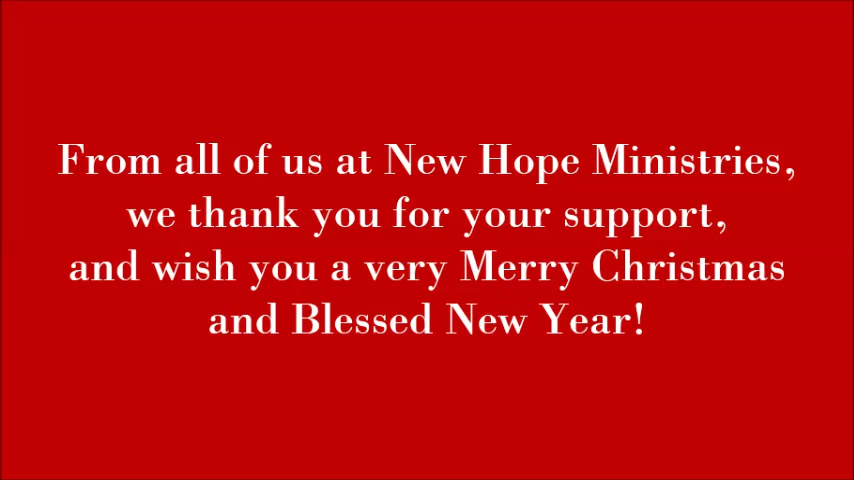 From all of us at New Hope Ministries,
we thank you for your support,
and wish you a very Merry Christmas
and Blessed New Year!